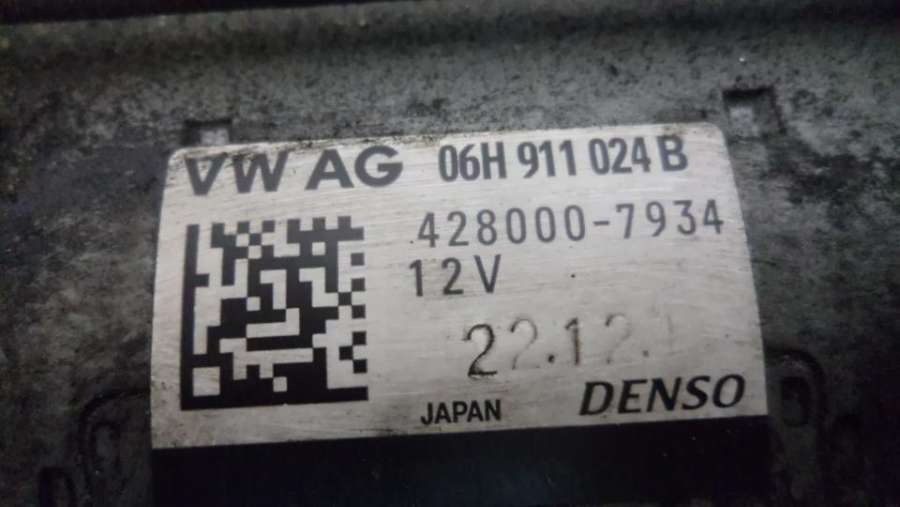 VW AG 06H 911 024 B
428000-7934
12V
22.12.
JAPAN DENSO